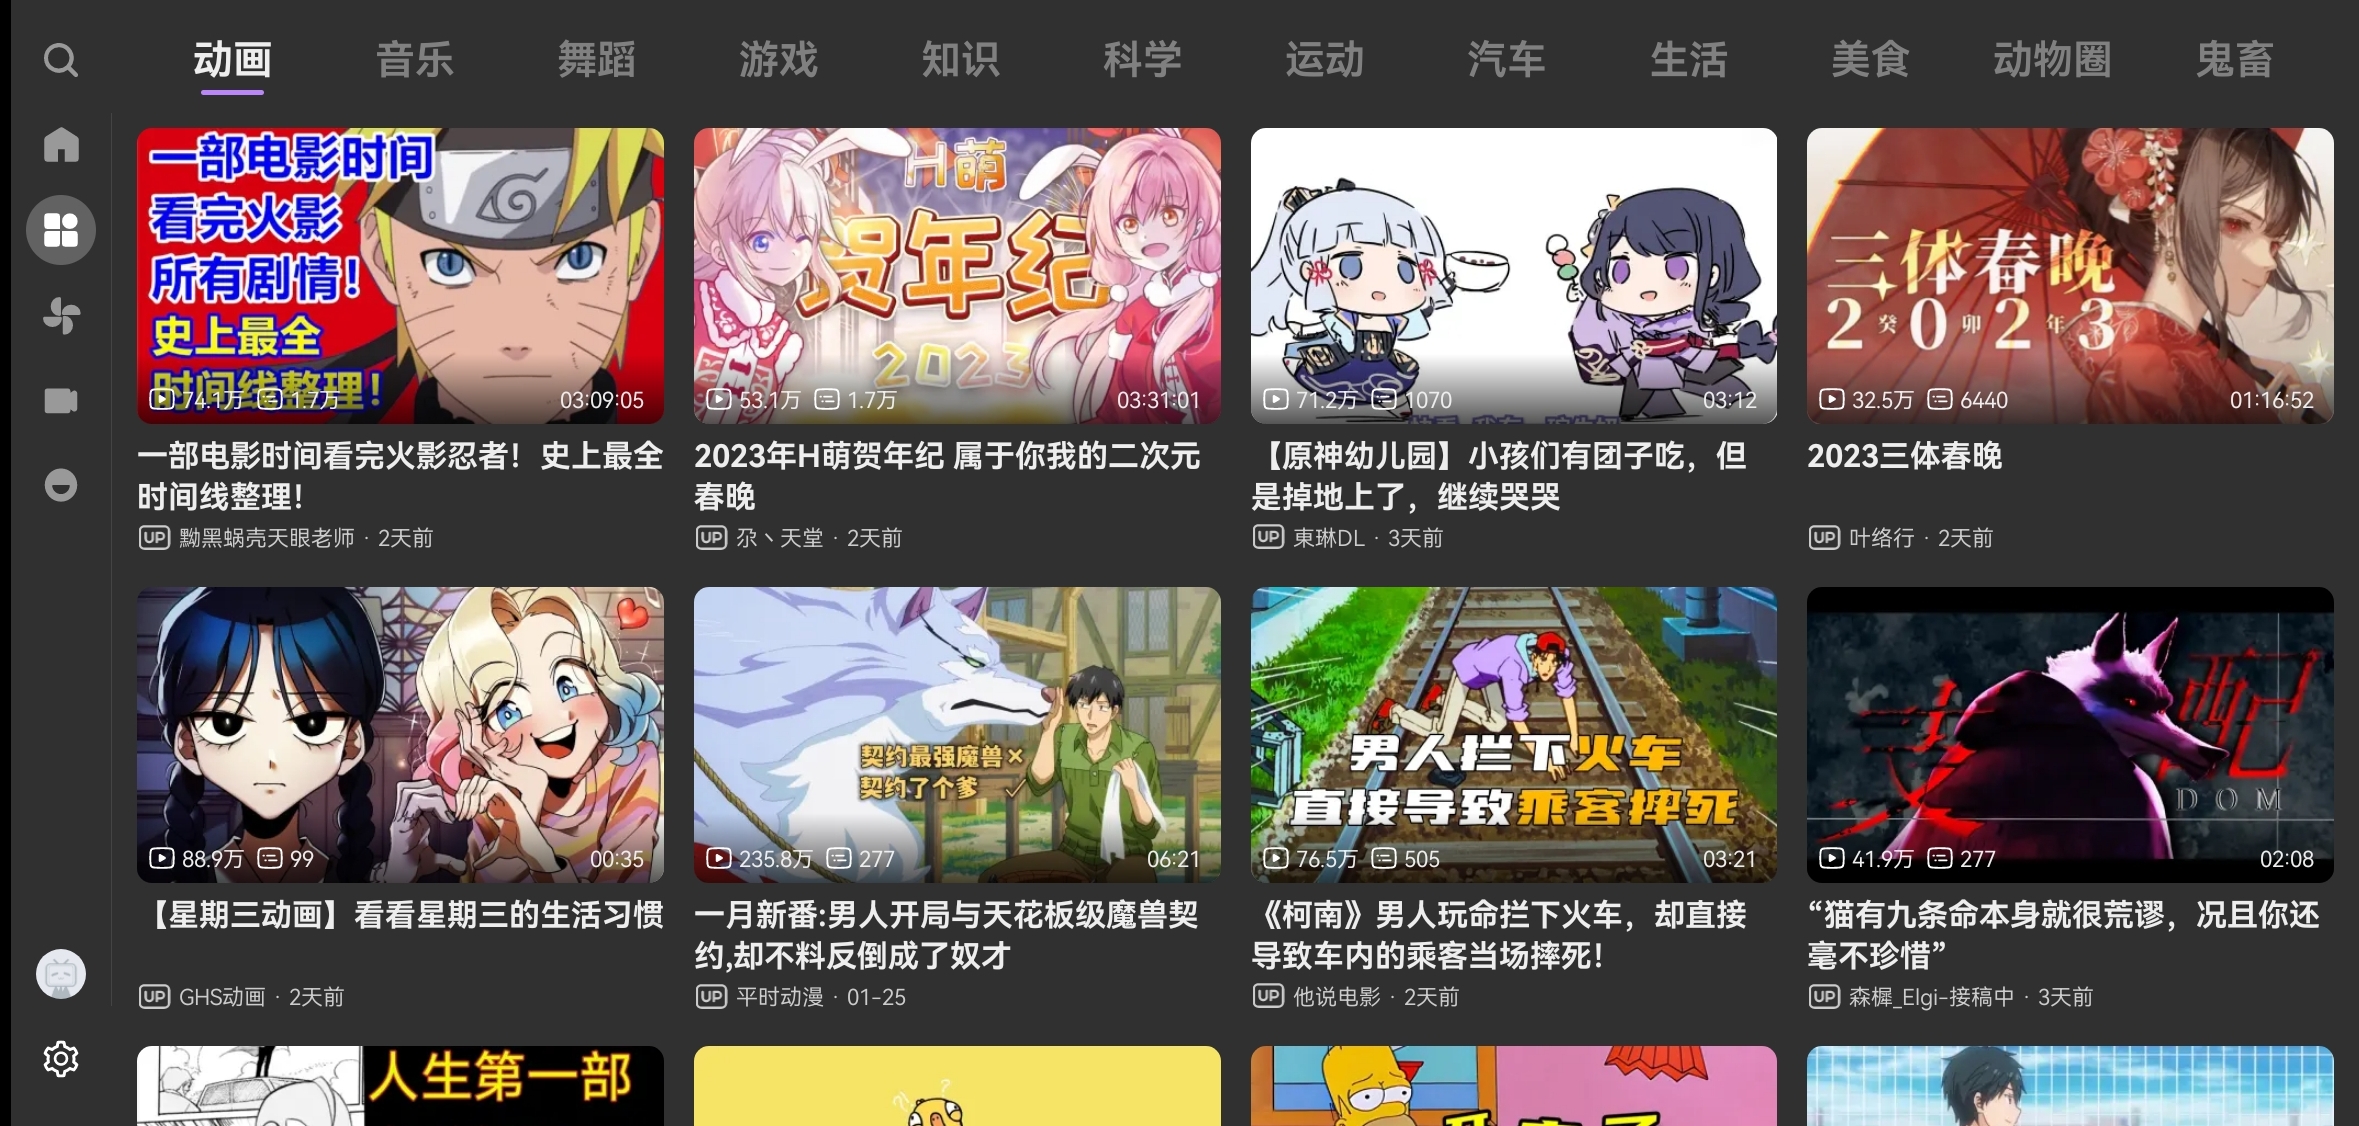 动画
音乐
舞蹈
游戏
知识
科学
运动
汽车
生活
美食
动物圈
鬼畜
一部电影时间
看完火影
所有剧情！
史上最全
时间线整理！
74.1万 1.7万 03:09:05
一部电影时间看完火影忍者！史上最全
时间线整理！
UP 黝黑蜗壳天眼老师 · 2天前
H萌
贺年纪
2023
53.1万 1.7万 03:31:01
2023年H萌贺年纪 属于你我的二次元
春晚
UP 尕丶天堂 · 2天前
71.2万 1070 03:12
【原神幼儿园】小孩们有团子吃，但
是掉地上了，继续哭哭
UP 東琳DL · 3天前
三体春晚
2癸0卯2年3
32.5万 6440 01:16:52
2023三体春晚
UP 叶络行 · 2天前
88.9万 99 00:35
【星期三动画】看看星期三的生活习惯
UP GHS动画 · 2天前
契约最强魔兽×
契约了个爹 ✓
235.8万 277 06:21
一月新番:男人开局与天花板级魔兽契
约,却不料反倒成了奴才
UP 平时动漫 · 01-25
男人拦下火车
直接导致乘客摔死
76.5万 505 03:21
《柯南》男人玩命拦下火车，却直接
导致车内的乘客当场摔死！
UP 他说电影 · 2天前
支配
DOM
41.9万 277 02:08
“猫有九条命本身就很荒谬，况且你还
毫不珍惜”
UP 森樨_Elgi-接稿中 · 3天前
人生第一部
?!
?